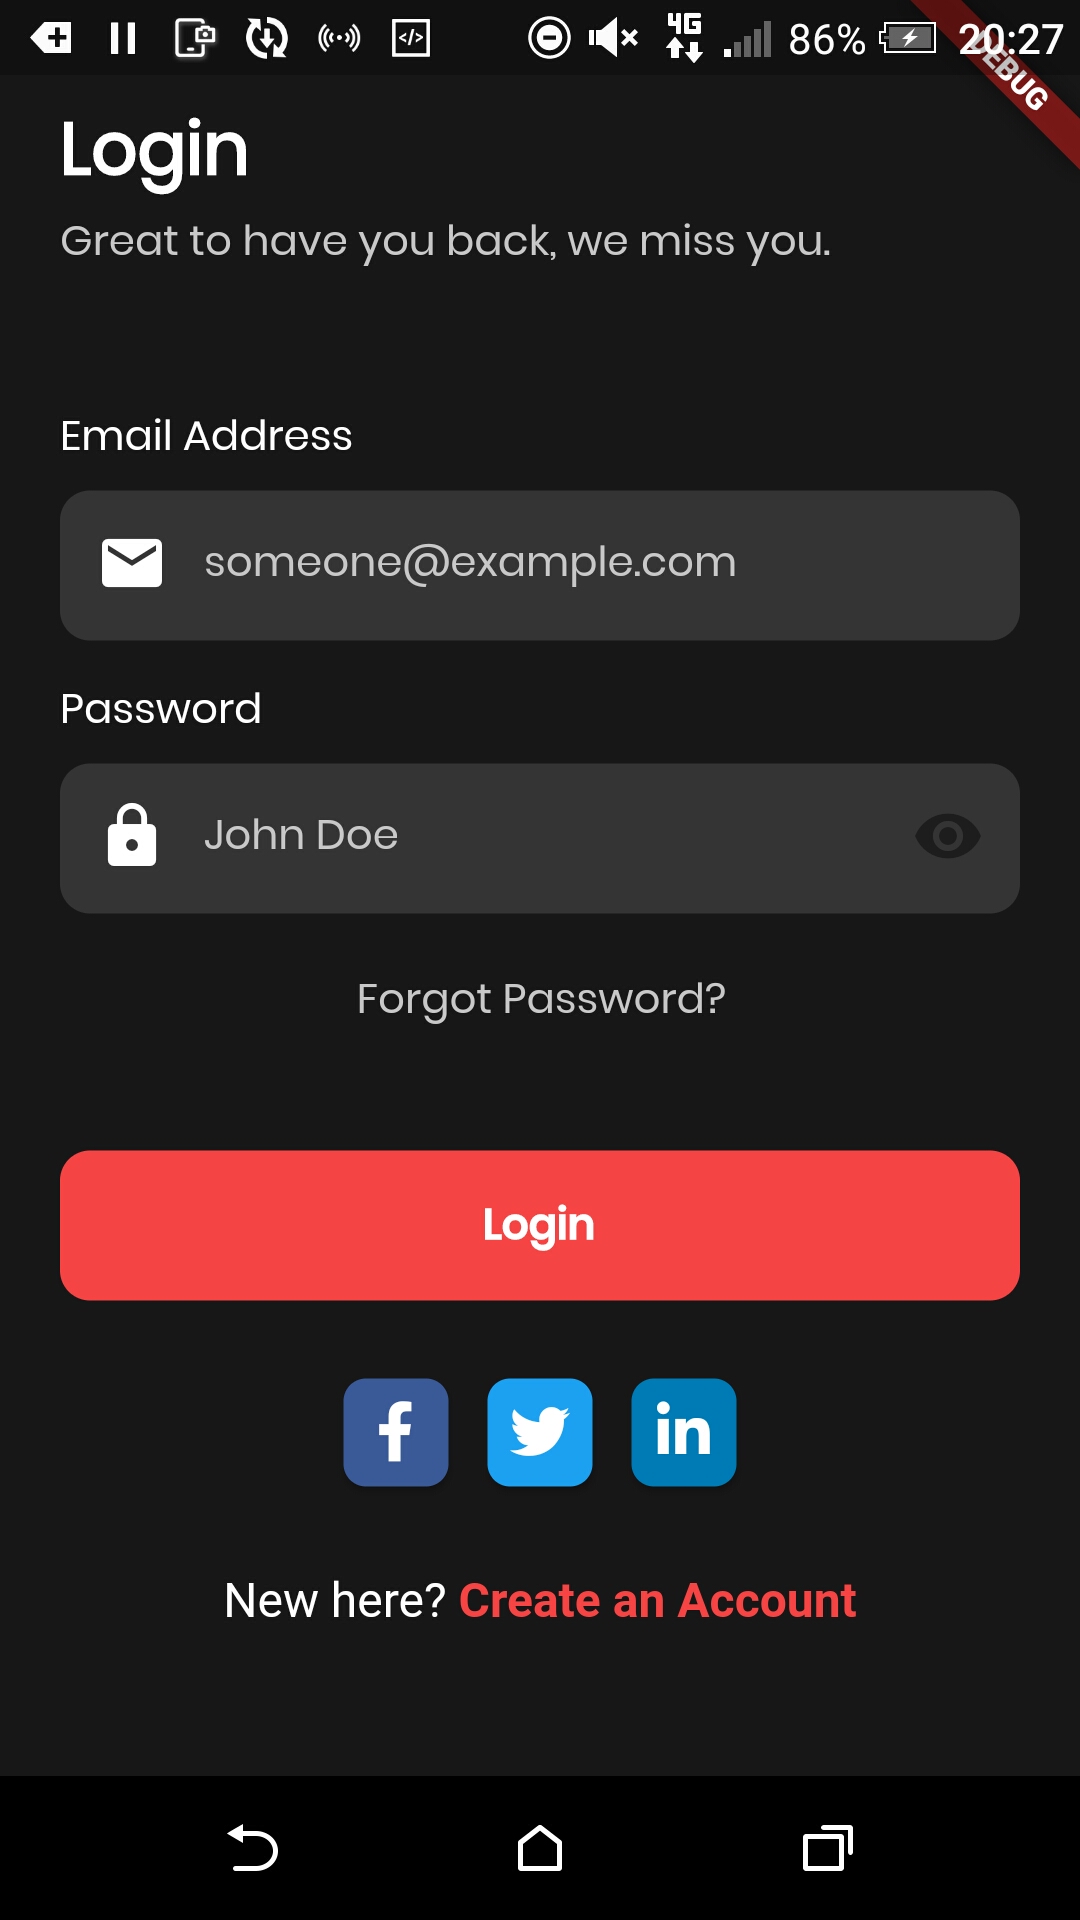 4G 86% 20:27
DEBUG
Login
Great to have you back, we miss you.
Email Address
someone@example.com
Password
John Doe
Forgot Password?
Login
f in
New here? Create an Account